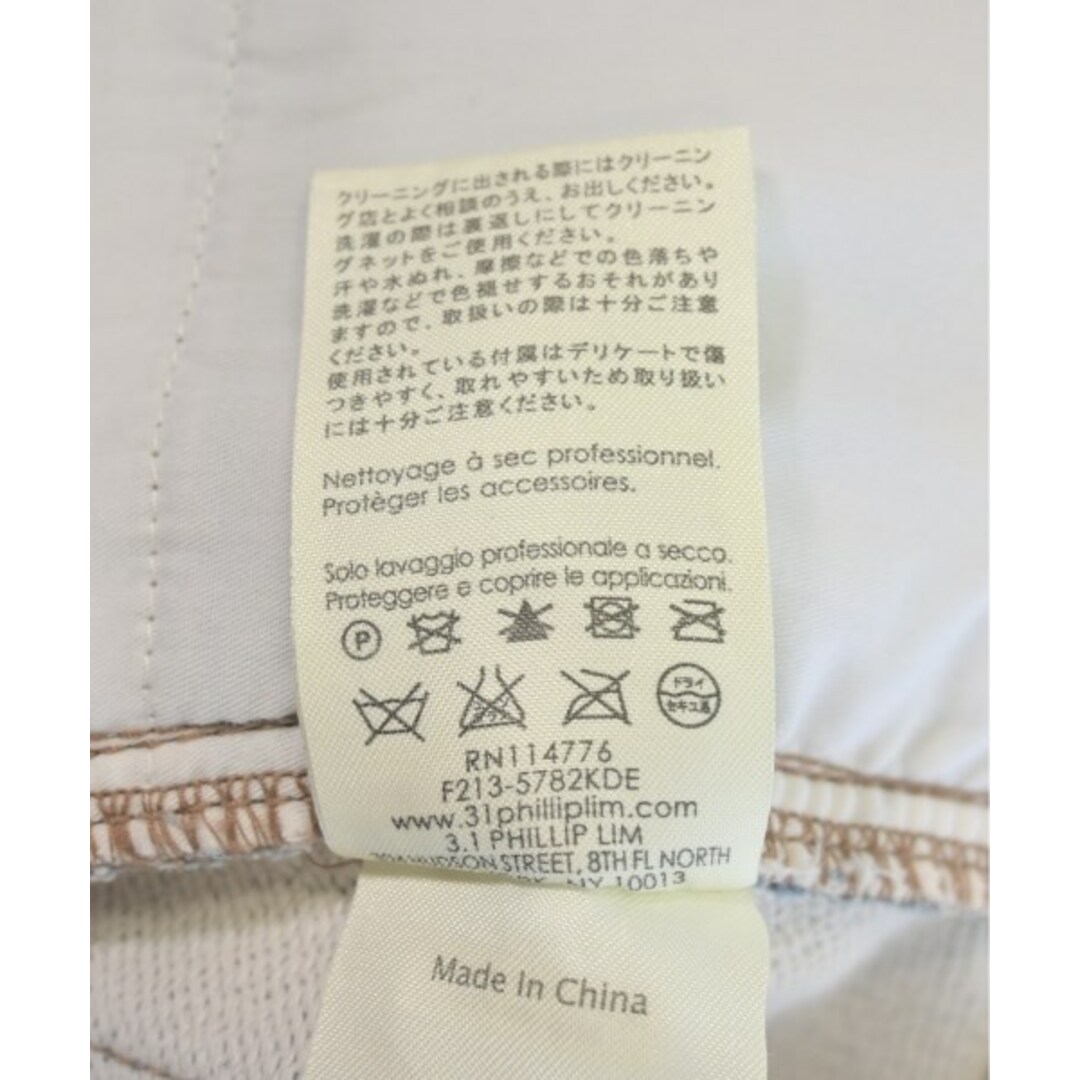 クリーニングに出される際にはクリーニン
グ店とよく相談のうえ、お出しください。
洗濯の際は裏返しにしてクリーニン
グネットをご使用ください。
汗や水ぬれ、摩擦などでの色落ちや
洗濯などで色褪せするおそれがあり
ますので、取扱いの際は十分ご注意
ください。
使用されている付属はデリケートで傷
つきやすく、取れやすいため取り扱い
には十分ご注意ください。
Nettoyage à sec professionnel.
Protèger les accessoires.
Solo lavaggio professionale a secco.
Proteggere e coprire le applicazioni.
P
ドライ
セキユ系
RN114776
F213-5782KDE
www.31philliplim.com
3.1 PHILLIP LIM
HUDSON STREET, 8TH FL NORTH
NY 10013
Made In China